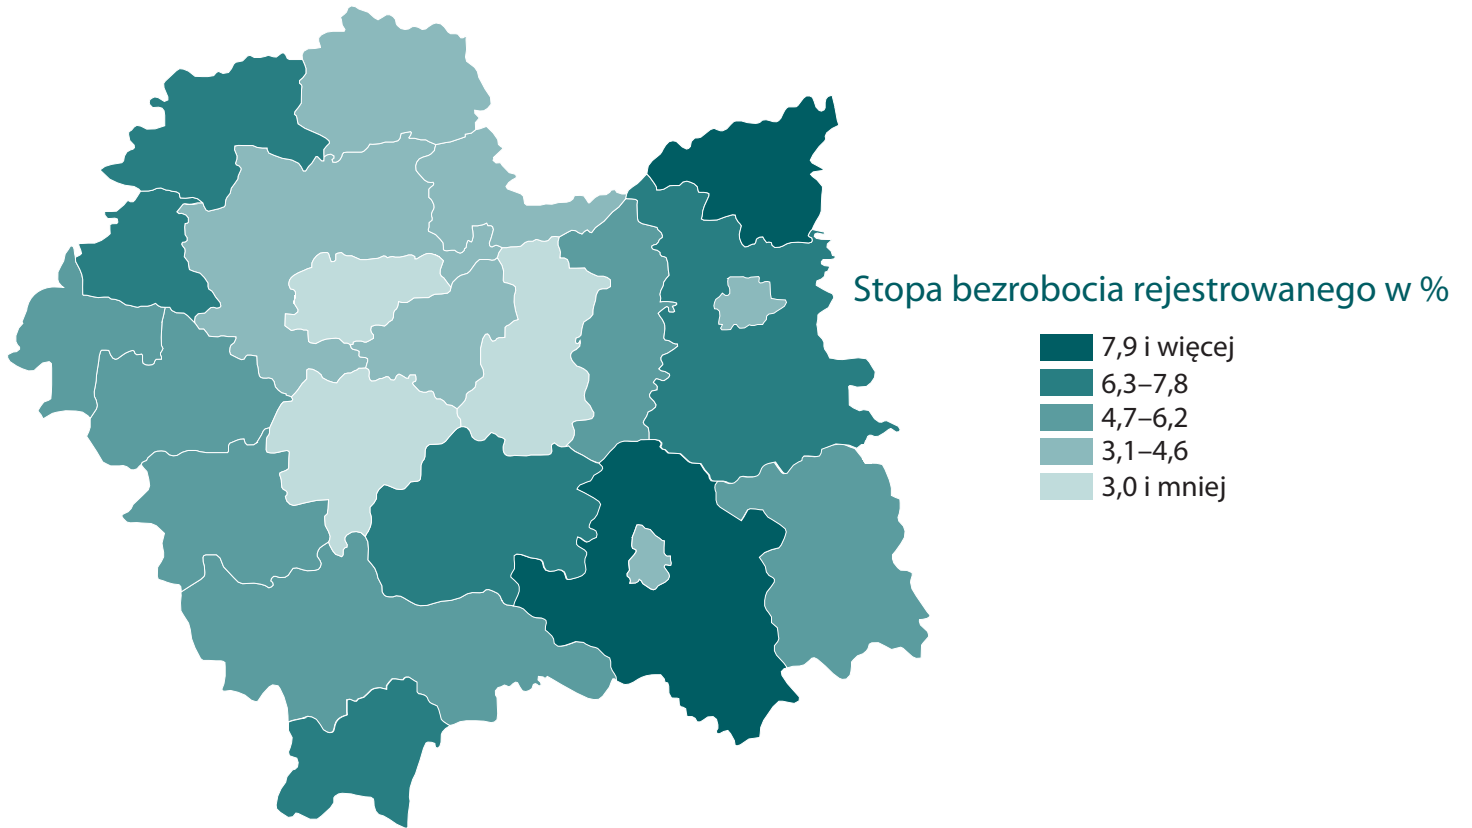 Stopa bezrobocia rejestrowanego w %
7,9 i więcej
6,3–7,8
4,7–6,2
3,1–4,6
3,0 i mniej